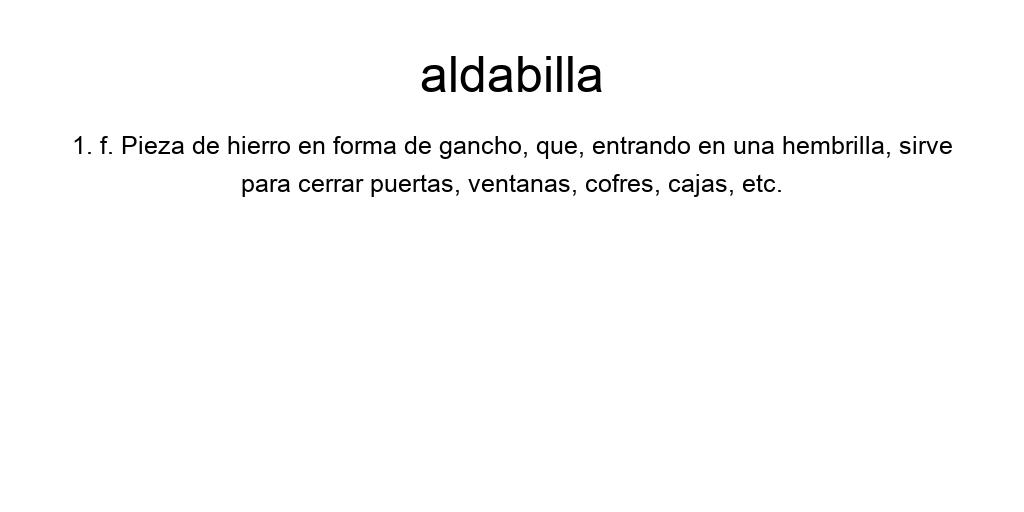 aldabilla
1. f. Pieza de hierro en forma de gancho, que, entrando en una hembrilla, sirve
para cerrar puertas, ventanas, cofres, cajas, etc.